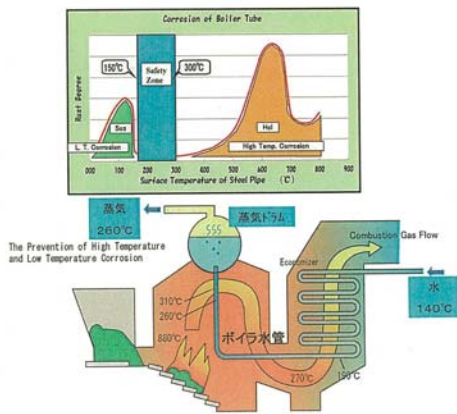 Corrosion of Boiler Tube
Rust Degree
150℃
Safety
Zone
300℃
Sox
Hcl
L. T. Corrosion
High Temp. Corrosion
000 100 200 300 400 500 600 700 800 900
Surface Temperature of Steel Pipe (℃)
蒸気
260℃
蒸気ドラム
The Prevention of High Temperature
and Low Temperature Corrosion
Combustion Gas Flow
Economizer
水
140℃
310℃
260℃
880℃
ボイラ水管
270℃
190℃